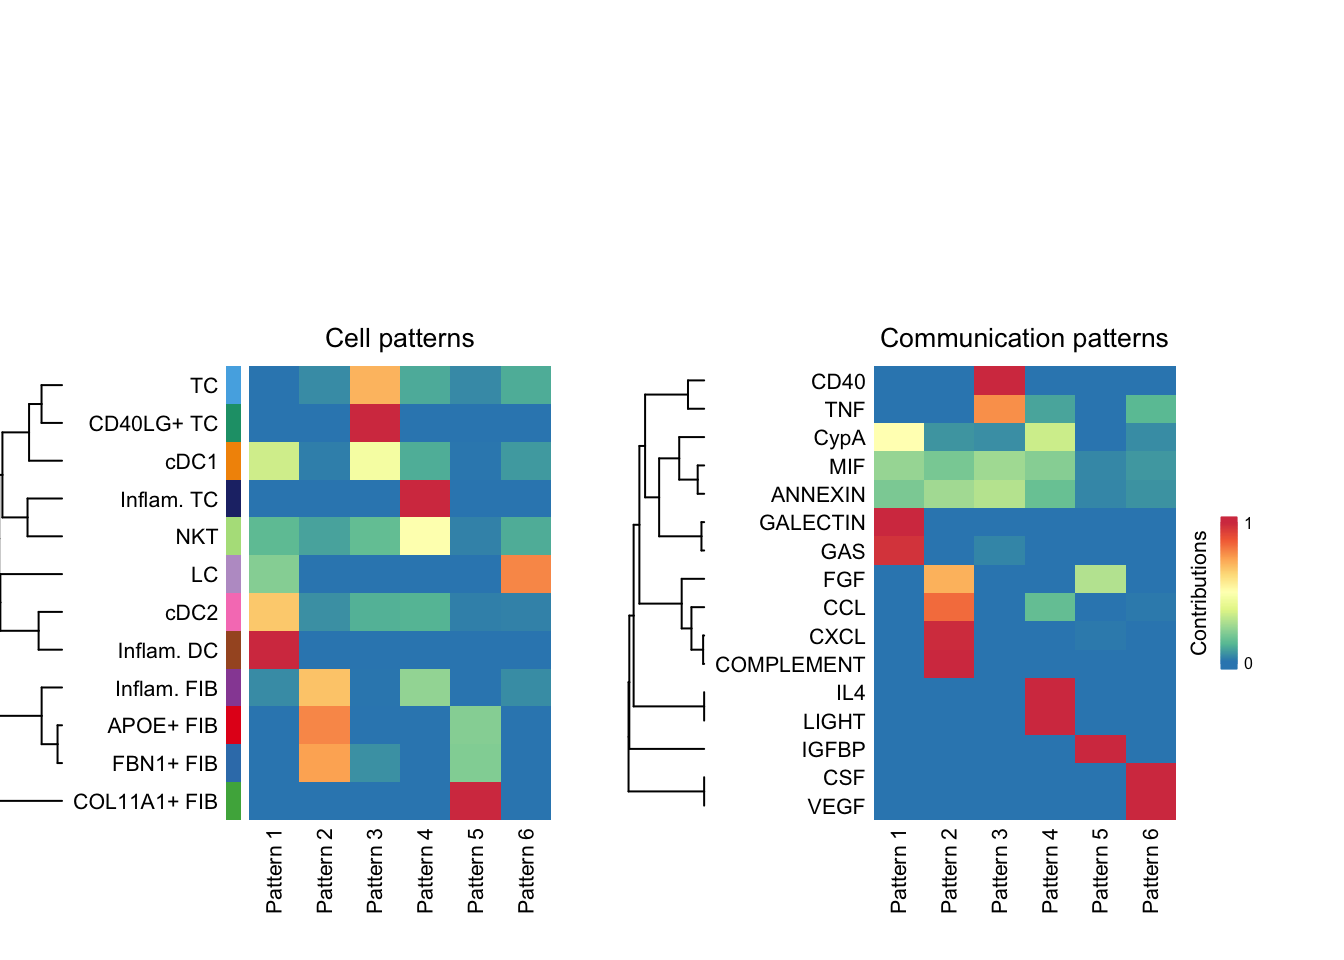 Cell patterns
TC
CD40LG+ TC
cDC1
Inflam. TC
NKT
LC
cDC2
Inflam. DC
Inflam. FIB
APOE+ FIB
FBN1+ FIB
COL11A1+ FIB
Pattern 1
Pattern 2
Pattern 3
Pattern 4
Pattern 5
Pattern 6
Communication patterns
CD40
TNF
CypA
MIF
ANNEXIN
GALECTIN
GAS
FGF
CCL
CXCL
COMPLEMENT
IL4
LIGHT
IGFBP
CSF
VEGF
Pattern 1
Pattern 2
Pattern 3
Pattern 4
Pattern 5
Pattern 6
Contributions
1
0